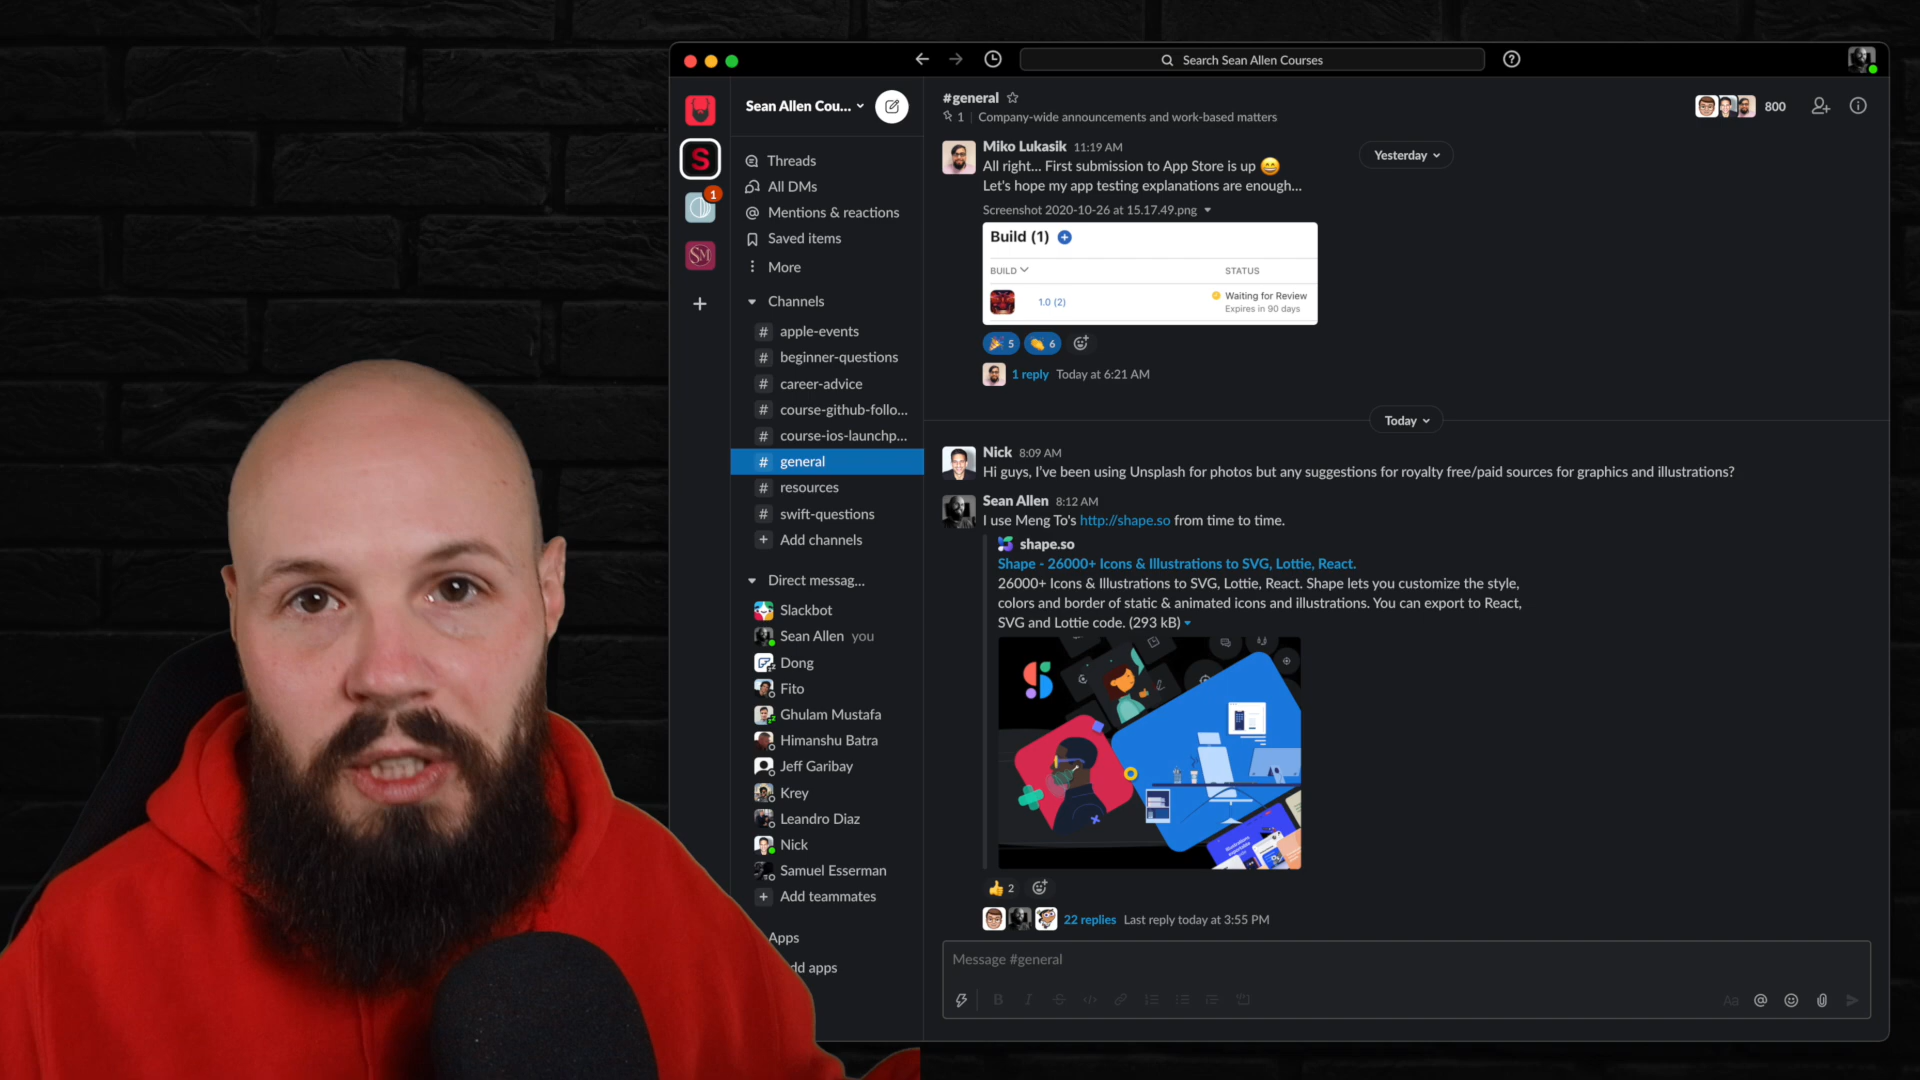 Search Sean Allen Courses
Sean Allen Cou...
1
Threads
All DMs
Mentions & reactions
Saved items
More
Channels
# apple-events
# beginner-questions
# career-advice
# course-github-follo...
# course-ios-launchp...
# general
# resources
# swift-questions
+ Add channels
Direct messag...
Slackbot
Sean Allen you
Dong
Fito
Ghulam Mustafa
Himanshu Batra
Jeff Garibay
Krey
Leandro Diaz
Nick
Samuel Esserman
+ Add teammates
Apps
dd apps
S
SM
#general
1 | Company-wide announcements and work-based matters
800
Yesterday
Miko Lukasik 11:19 AM
All right... First submission to App Store is up 😄
Let's hope my app testing explanations are enough...
Screenshot 2020-10-26 at 15.17.49.png
Build (1)
BUILD STATUS
1.0 (2) Waiting for Review
Expires in 90 days
5 6
1 reply Today at 6:21 AM
Today
Nick 8:09 AM
Hi guys, I've been using Unsplash for photos but any suggestions for royalty free/paid sources for graphics and illustrations?
Sean Allen 8:12 AM
I use Meng To's http://shape.so from time to time.
shape.so
Shape - 26000+ Icons & Illustrations to SVG, Lottie, React.
26000+ Icons & Illustrations to SVG, Lottie, React. Shape lets you customize the style,
colors and border of static & animated icons and illustrations. You can export to React,
SVG and Lottie code. (293 kB)
2
22 replies Last reply today at 3:55 PM
Message #general
B I S Aa @